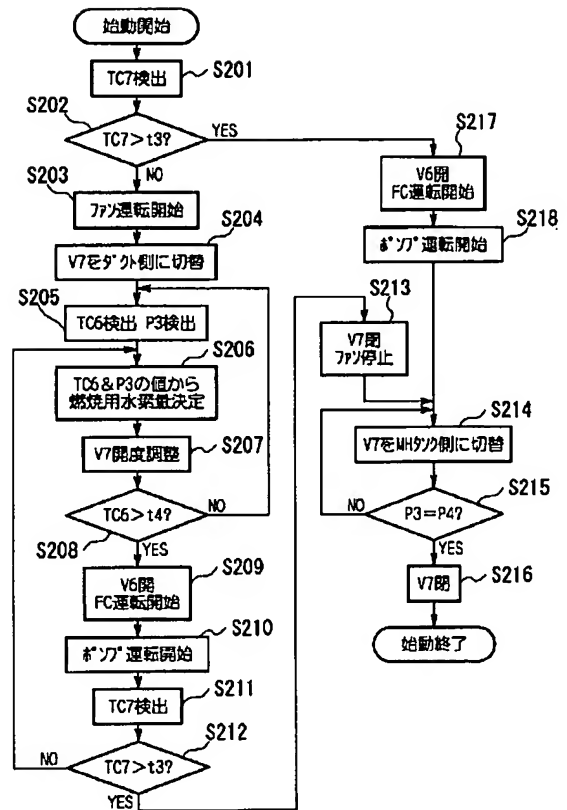 始動開始
TC7検出
S201
S202
TC7>t3?
YES
NO
S203
ファン運転開始
S204
V7をダクト側に切替
S205
TC6検出 P3検出
S206
TC6&P3の値から
燃焼用水素量決定
S207
V7開度調整
TC6>t4?
NO
S208
YES
S209
V6開
FC運転開始
S210
ポンプ運転開始
S211
TC7検出
S212
NO
TC7>t3?
YES
S217
V6開
FC運転開始
S218
ポンプ運転開始
S213
V7閉
ファン停止
S214
V7をMHタンク側に切替
S215
NO
P3=P4?
YES
S216
V7閉
始動終了